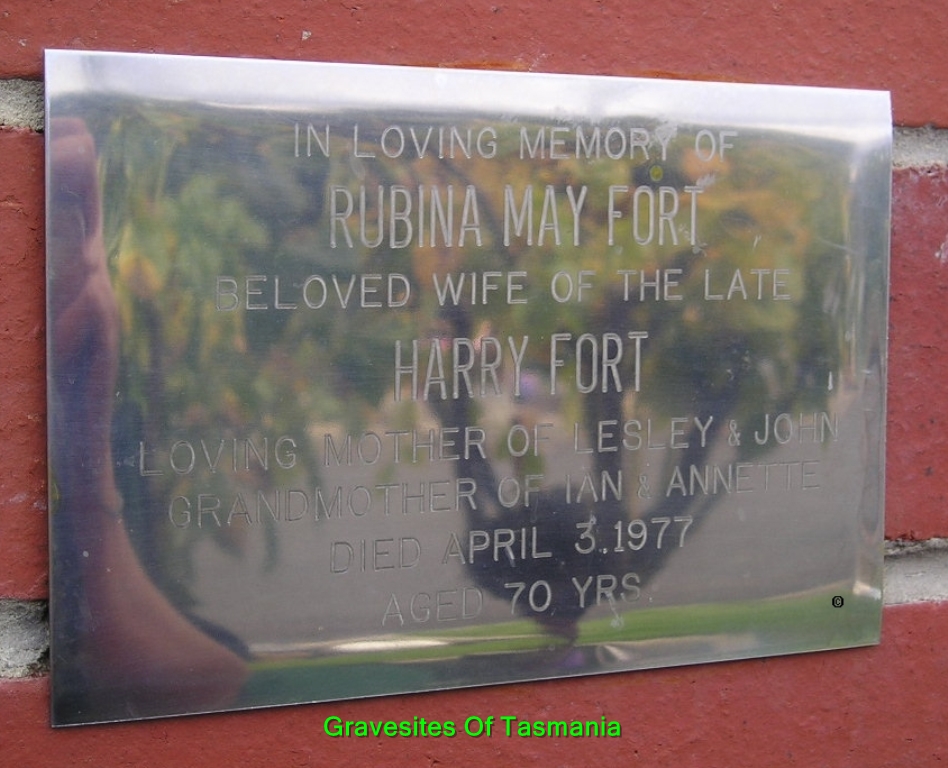 IN LOVING MEMORY OF
RUBINA MAY FORT
BELOVED WIFE OF THE LATE
HARRY FORT
LOVING MOTHER OF LESLEY & JOHN
GRANDMOTHER OF IAN & ANNETTE
DIED APRIL 3.1977
AGED 70 YRS.
©
Gravesites Of Tasmania